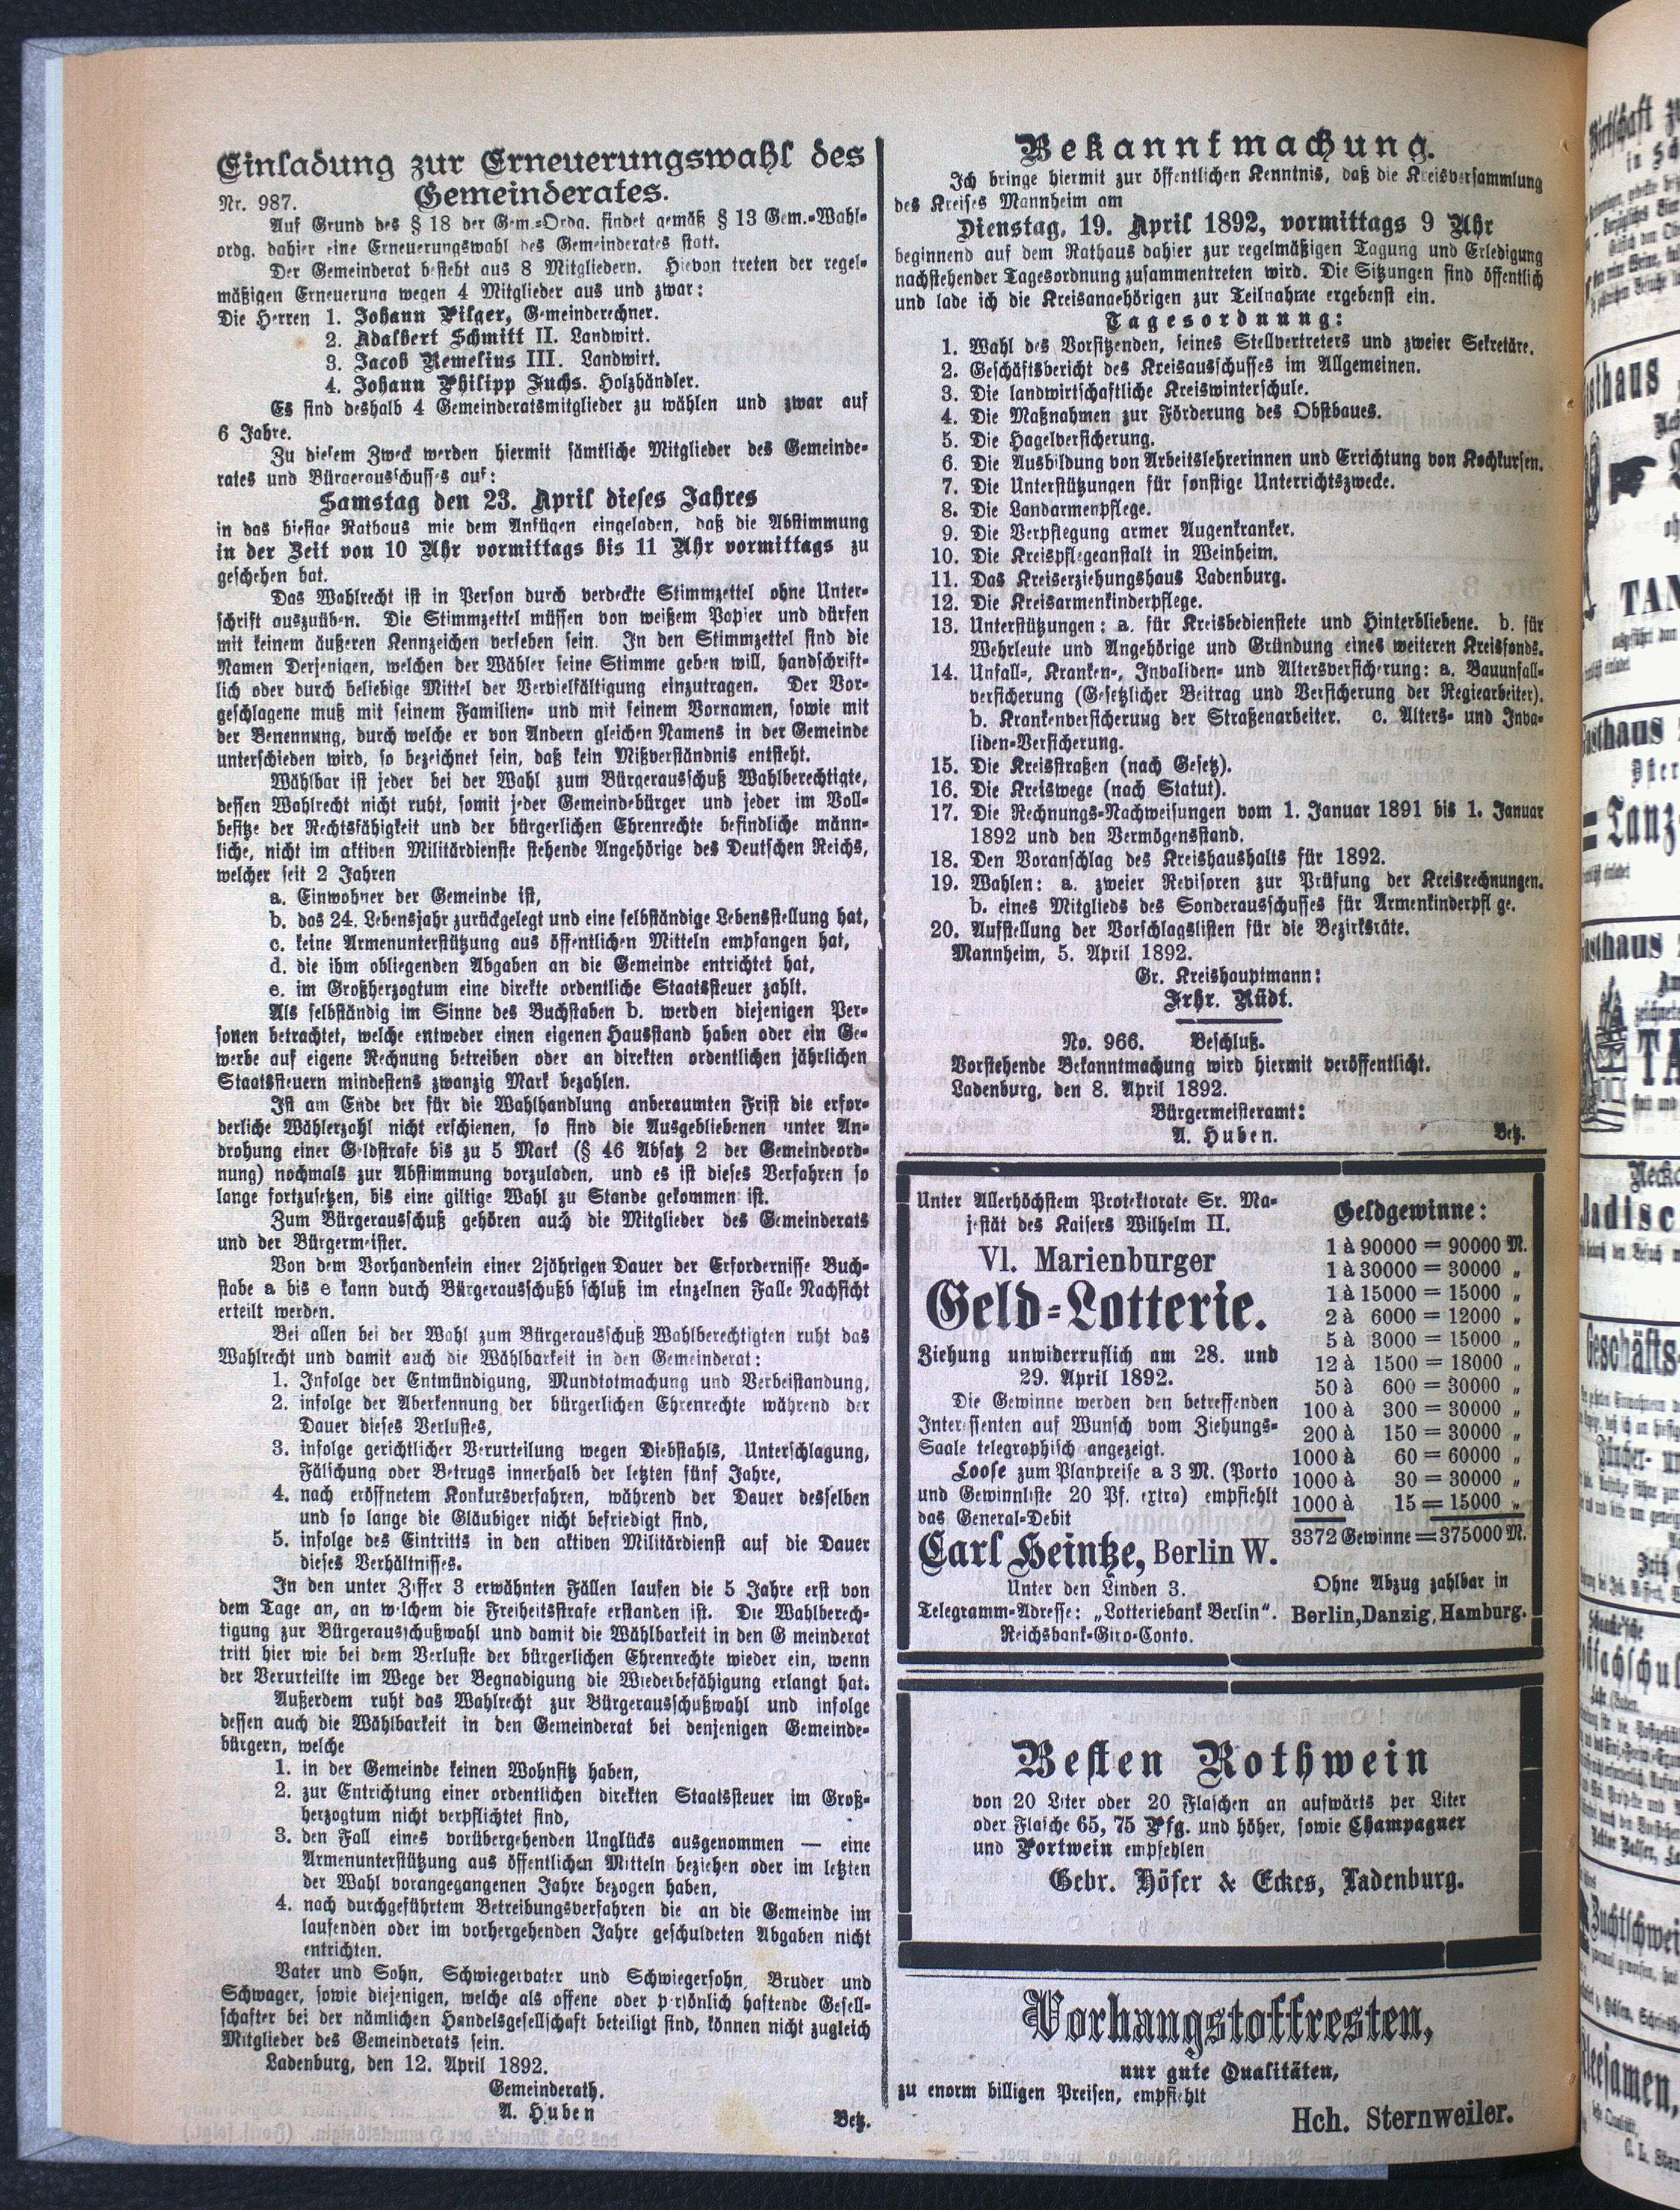 Einladung zur Erneuerungswahl des
Gemeinderates.
Nr. 987.
Auf Grund des § 18 der Gem.=Ordg. findet gemäß § 13 Gem.=Wahl=
ordg. dahier eine Erneuerungswahl des Gemeinderates statt.
Der Gemeinderat besteht aus 8 Mitgliedern. Hievon treten der regel=
mäßigen Erneuerung wegen 4 Mitglieder aus und zwar:
Die Herren 1. Johann Pilger, Gemeinderechner.
2. Adalbert Schmitt II. Landwirt.
3. Jacob Remelius III. Landwirt.
4. Johann Philipp Fuchs. Holzhändler.
Es sind deshalb 4 Gemeinderatsmitglieder zu wählen und zwar auf
6 Jahre.
Zu diesem Zweck werden hiermit sämtliche Mitglieder des Gemeinde=
rates und Bürgerausschusses auf:
Samstag den 23. April dieses Jahres
in das hiesige Rathaus mie dem Anfügen eingeladen, daß die Abstimmung
in der Zeit von 10 Uhr vormittags bis 11 Uhr vormittags zu
geschehen hat.
Das Wahlrecht ist in Person durch verdeckte Stimmzettel ohne Unter=
schrift auszuüben. Die Stimmzettel müssen von weißem Papier und dürfen
mit keinem äußeren Kennzeichen versehen sein. In den Stimmzettel sind die
Namen Derjenigen, welchen der Wähler seine Stimme geben will, handschrift=
lich oder durch beliebige Mittel der Vervielfältigung einzutragen. Der Vor=
geschlagene muß mit seinem Familien= und mit seinem Vornamen, sowie mit
der Benennung, durch welche er von Andern gleichen Namens in der Gemeinde
unterschieden wird, so bezeichnet sein, daß kein Mißverständnis entsteht.
Wählbar ist jeder bei der Wahl zum Bürgerausschuß Wahlberechtigte,
dessen Wahlrecht nicht ruht, somit jeder Gemeindebürger und jeder im Voll=
besitze der Rechtsfähigkeit und der bürgerlichen Ehrenrechte befindliche männ=
liche, nicht im aktiven Militärdienste stehende Angehörige des Deutschen Reichs,
welcher seit 2 Jahren
a. Einwohner der Gemeinde ist,
b. das 24. Lebensjahr zurückgelegt und eine selbständige Lebensstellung hat,
c. keine Armenunterstützung aus öffentlichen Mitteln empfangen hat,
d. die ihm obliegenden Abgaben an die Gemeinde entrichtet hat,
e. im Großherzogtum eine direkte ordentliche Staatssteuer zahlt.
Als selbständig im Sinne des Buchstaben b. werden diejenigen Per=
sonen betrachtet, welche entweder einen eigenen Hausstand haben oder ein Ge=
werbe auf eigene Rechnung betreiben oder an direkten ordentlichen jährlichen
Staatssteuern mindestens zwanzig Mark bezahlen.
Ist am Ende der für die Wahlhandlung anberaumten Frist die erfor=
derliche Wählerzahl nicht erschienen, so sind die Ausgebliebenen unter An=
drohung einer Geldstrafe bis zu 5 Mark (§ 46 Absatz 2 der Gemeindeord=
nung) nochmals zur Abstimmung vorzuladen, und es ist dieses Verfahren so
lange fortzusetzen, bis eine giltige Wahl zu Stande gekommen ist.
Zum Bürgerausschuß gehören auch die Mitglieder des Gemeinderats
und der Bürgermeister.
Von dem Vorhandensein einer 2jährigen Dauer der Erfordernisse Buch=
stabe a bis e kann durch Bürgerausschußb schluß im einzelnen Falle Nachsicht
erteilt werden.
Bei allen bei der Wahl zum Bürgerausschuß Wahlberechtigten ruht das
Wahlrecht und damit auch die Wählbarkeit in den Gemeinderat:
1. Infolge der Entmündigung, Mundtotmachung und Verbeistandung,
2. infolge der Aberkennung der bürgerlichen Ehrenrechte während der
Dauer dieses Verlustes,
3. infolge gerichtlicher Verurteilung wegen Diebstahls, Unterschlagung,
Fälschung oder Betrugs innerhalb der letzten fünf Jahre,
4. nach eröffnetem Konkursverfahren, während der Dauer desselben
und so lange die Gläubiger nicht befriedigt sind,
5. infolge des Eintritts in den aktiven Militärdienst auf die Dauer
dieses Verhältnisses.
In den unter Ziffer 3 erwähnten Fällen laufen die 5 Jahre erst von
dem Tage an, an welchem die Freiheitsstrafe erstanden ist. Die Wahlberech=
tigung zur Bürgerausschußwahl und damit die Wählbarkeit in den G meinderat
tritt hier wie bei dem Verluste der bürgerlichen Ehrenrechte wieder ein, wenn
der Verurteilte im Wege der Begnadigung die Wiederbefähigung erlangt hat.
Außerdem ruht das Wahlrecht zur Bürgerausschußwahl und infolge
dessen auch die Wählbarkeit in den Gemeinderat bei denjenigen Gemeinde=
bürgern, welche
1. in der Gemeinde keinen Wohnsitz haben,
2. zur Entrichtung einer ordentlichen direkten Staatssteuer im Groß=
herzogtum nicht verpflichtet sind,
3. den Fall eines vorübergehenden Unglücks ausgenommen — eine
Armenunterstützung aus öffentlichen Mitteln beziehen oder im letzten
der Wahl vorangegangenen Jahre bezogen haben,
4. nach durchgeführtem Betreibungsverfahren die an die Gemeinde im
laufenden oder im vorhergehenden Jahre geschuldeten Abgaben nicht
entrichten.
Vater und Sohn, Schwiegervater und Schwiegersohn, Bruder und
Schwager, sowie diejenigen, welche als offene oder persönlich haftende Gesell=
schafter bei der nämlichen Handelsgesellschaft beteiligt sind, können nicht zugleich
Mitglieder des Gemeinderats sein.
Ladenburg, den 12. April 1892.
Gemeinderath.
A. Huben
Betz.
Bekanntmachung.
Ich bringe hiermit zur öffentlichen Kenntnis, daß die Kreisversammlung
des Kreises Mannheim am
Dienstag, 19. April 1892, vormittags 9 Uhr
beginnend auf dem Rathaus dahier zur regelmäßigen Tagung und Erledigung
nachstehender Tagesordnung zusammentreten wird. Die Sitzungen sind öffentlich
und lade ich die Kreisangehörigen zur Teilnahme ergebenst ein.
Tagesordnung:
1. Wahl des Vorsitzenden, seines Stellvertreters und zweier Sekretäre.
2. Geschäftsbericht des Kreisausschusses im Allgemeinen.
3. Die landwirtschaftliche Kreiswinterschule.
4. Die Maßnahmen zur Förderung des Obstbaues.
5. Die Hagelversicherung.
6. Die Ausbildung von Arbeitslehrerinnen und Errichtung von Kochkursen.
7. Die Unterstützungen für sonstige Unterrichtszwecke.
8. Die Landarmenpflege.
9. Die Verpflegung armer Augenkranker.
10. Die Kreispflegeanstalt in Weinheim.
11. Das Kreiserziehungshaus Ladenburg.
12. Die Kreisarmenkinderpflege.
13. Unterstützungen: a. für Kreisbedienstete und Hinterbliebene. b. für
Wehrleute und Angehörige und Gründung eines weiteren Kreisfonds.
14. Unfall=, Kranken=, Invaliden= und Altersversicherung: a. Bauunfall=
versicherung (Gesetzlicher Beitrag und Versicherung der Regiearbeiter).
b. Krankenversicherung der Straßenarbeiter. c. Alters= und Inva=
liden=Versicherung.
15. Die Kreisstraßen (nach Gesetz).
16. Die Kreiswege (nach Statut).
17. Die Rechnungs=Nachweisungen vom 1. Januar 1891 bis 1. Januar
1892 und den Vermögensstand.
18. Den Voranschlag des Kreishaushalts für 1892.
19. Wahlen: a. zweier Revisoren zur Prüfung der Kreisrechnungen.
b. eines Mitglieds des Sonderausschusses für Armenkinderpfl ge.
20. Aufstellung der Vorschlagslisten für die Bezirksräte.
Mannheim, 5. April 1892.
Gr. Kreishauptmann:
Frhr. Rüdt.
No. 966. Beschluß.
Vorstehende Bekanntmachung wird hiermit veröffentlicht.
Ladenburg, den 8. April 1892.
Bürgermeisteramt:
A. Huben.
Betz.
Unter Allerhöchstem Protektorate Sr. Ma=
jestät des Kaisers Wilhelm II.
VI. Marienburger
Geld=Lotterie.
Ziehung unwiderruflich am 28. und
29. April 1892.
Die Gewinne werden den betreffenden
Interessenten auf Wunsch vom Ziehungs=
Saale telegraphisch angezeigt.
Loose zum Planpreise a 3 M. (Porto
und Gewinnliste 20 Pf. extra) empfiehlt
das General=Debit
Carl Heintze, Berlin W.
Unter den Linden 3.
Telegramm=Adresse: „Lotteriebank Berlin".
Reichsbank=Giro=Conto.
Geldgewinne:
1 à 90000 = 90000 M.
1 à 30000 = 30000 „
1 à 15000 = 15000 „
2 à 6000 = 12000 „
5 à 3000 = 15000 „
12 à 1500 = 18000 „
50 à 600 = 30000 „
100 à 300 = 30000 „
200 à 150 = 30000 „
1000 à 60 = 60000 „
1000 à 30 = 30000 „
1000 à 15 = 15000 „
3372 Gewinne = 375000 M.
Ohne Abzug zahlbar in
Berlin, Danzig, Hamburg.
Besten Rothwein
von 20 Liter oder 20 Flaschen an aufwärts per Liter
oder Flasche 65, 75 Pfg. und höher, sowie Champagner
und Portwein empfehlen
Gebr. Höfer & Eckes, Ladenburg.
Vorhangstoffresten,
nur gute Qualitäten,
zu enorm billigen Preisen, empfiehlt
Hch. Sternweiler.